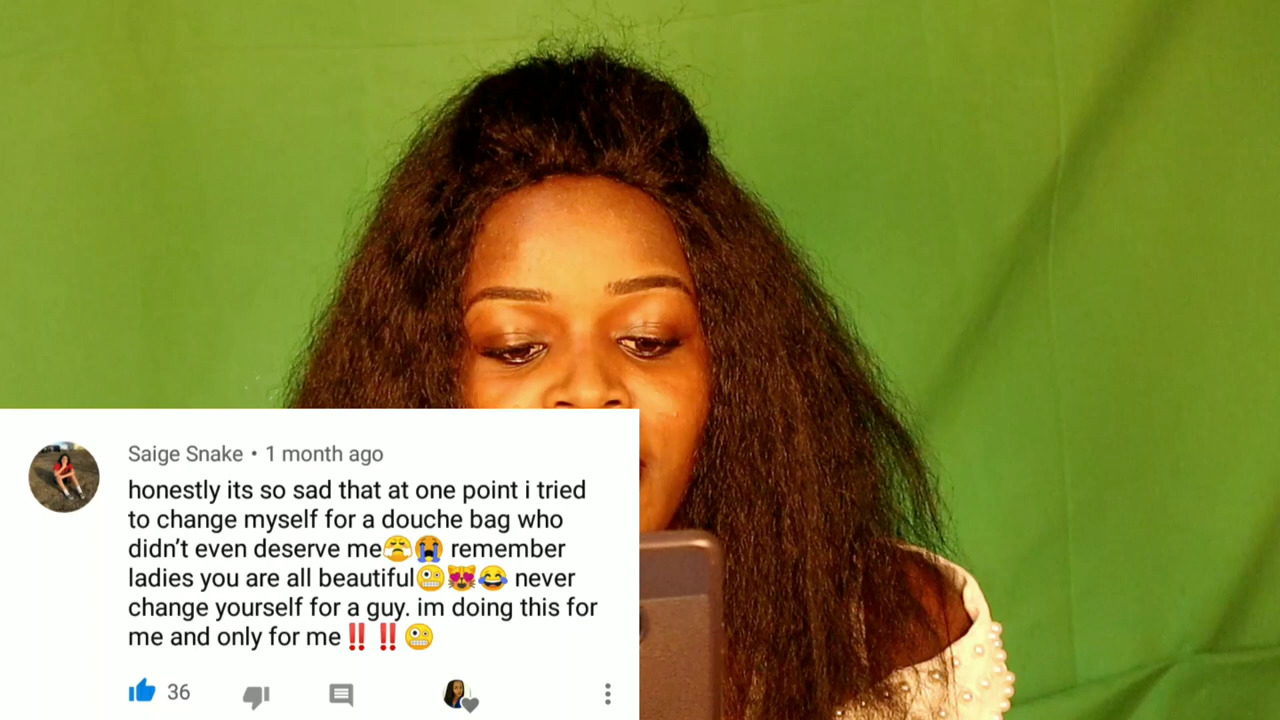 Saige Snake • 1 month ago
honestly its so sad that at one point i tried
to change myself for a douche bag who
didn’t even deserve me😤😭 remember
ladies you are all beautiful🤪😻😂 never
change yourself for a guy. im doing this for
me and only for me‼️‼️🤪
36